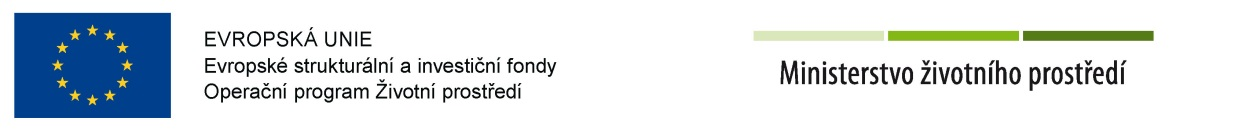 EVROPSKÁ UNIE
Evropské strukturální a investiční fondy
Operační program Životní prostředí
Ministerstvo životního prostředí